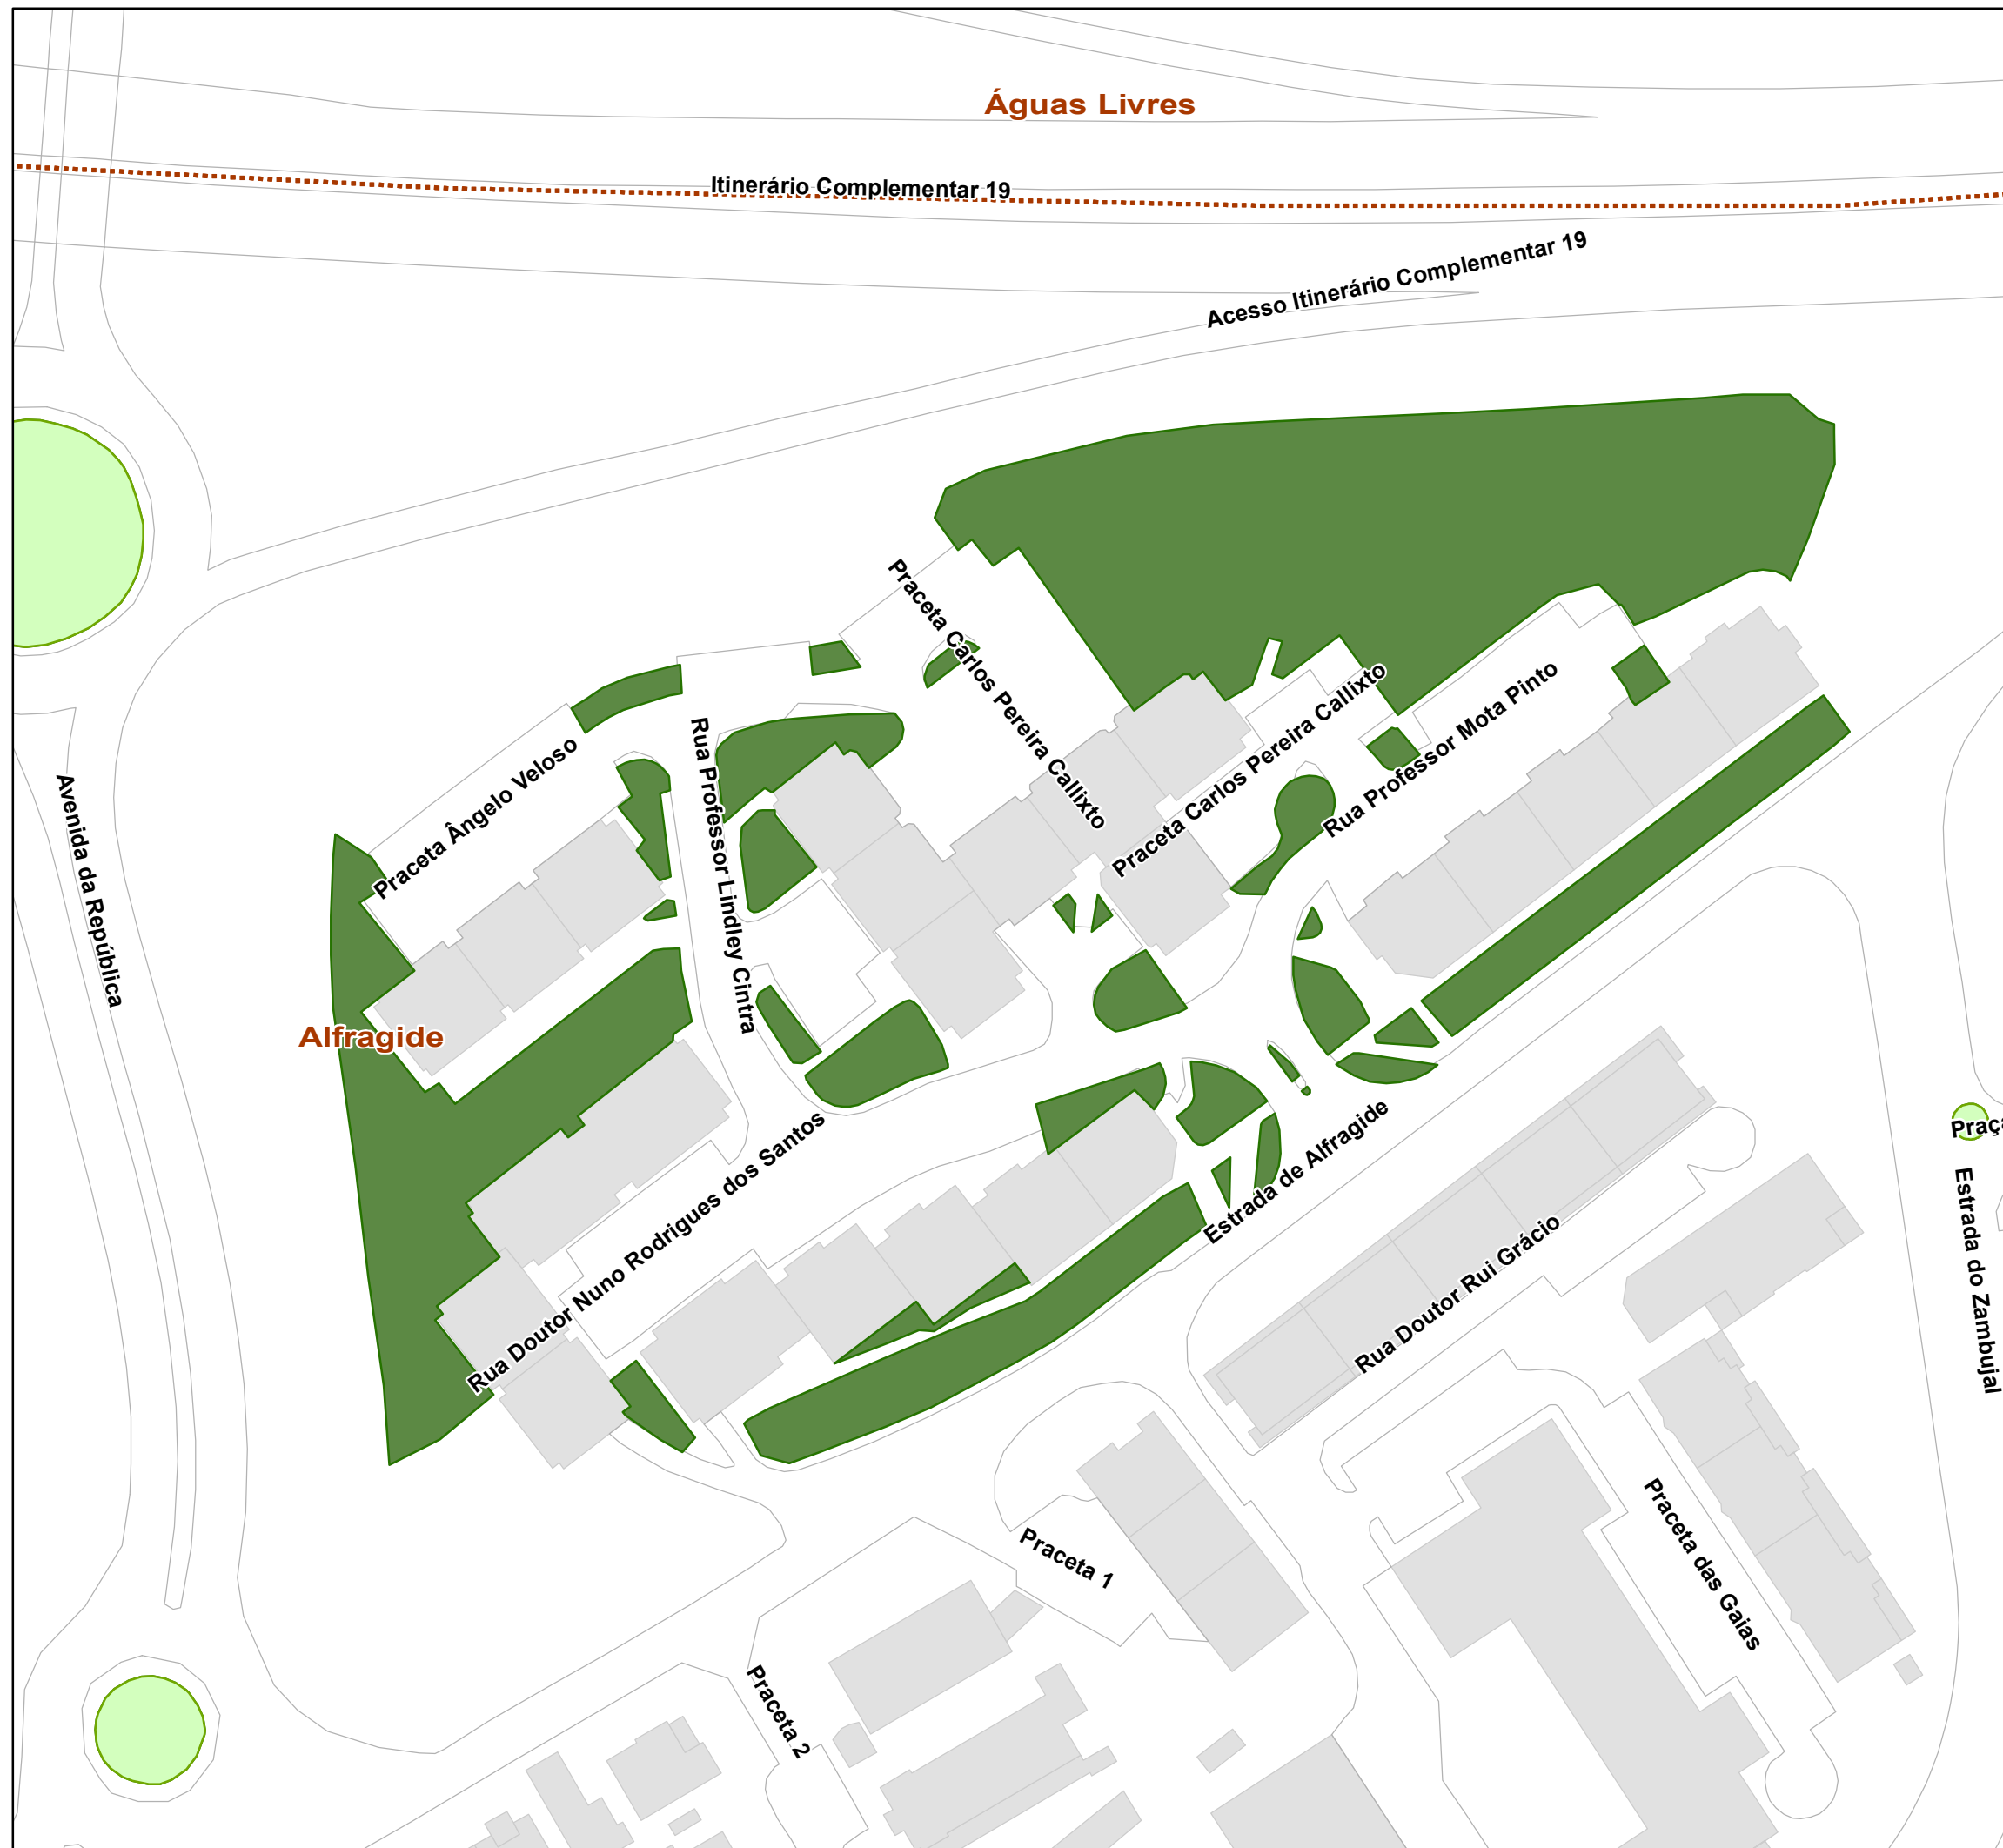 Águas Livres
Itinerário Complementar 19
Acesso Itinerário Complementar 19
Praceta Carlos Pereira Callixto
Praceta Carlos Pereira Callixto
Rua Professor Mota Pinto
Praceta Ângelo Veloso
Rua Professor Lindley Cintra
Avenida da República
Alfragide
Rua Doutor Nuno Rodrigues dos Santos
Estrada de Alfragide
Praça
Estrada do Zambujal
Rua Doutor Rui Grácio
Praceta 1
Praceta das Gaias
Praceta 2